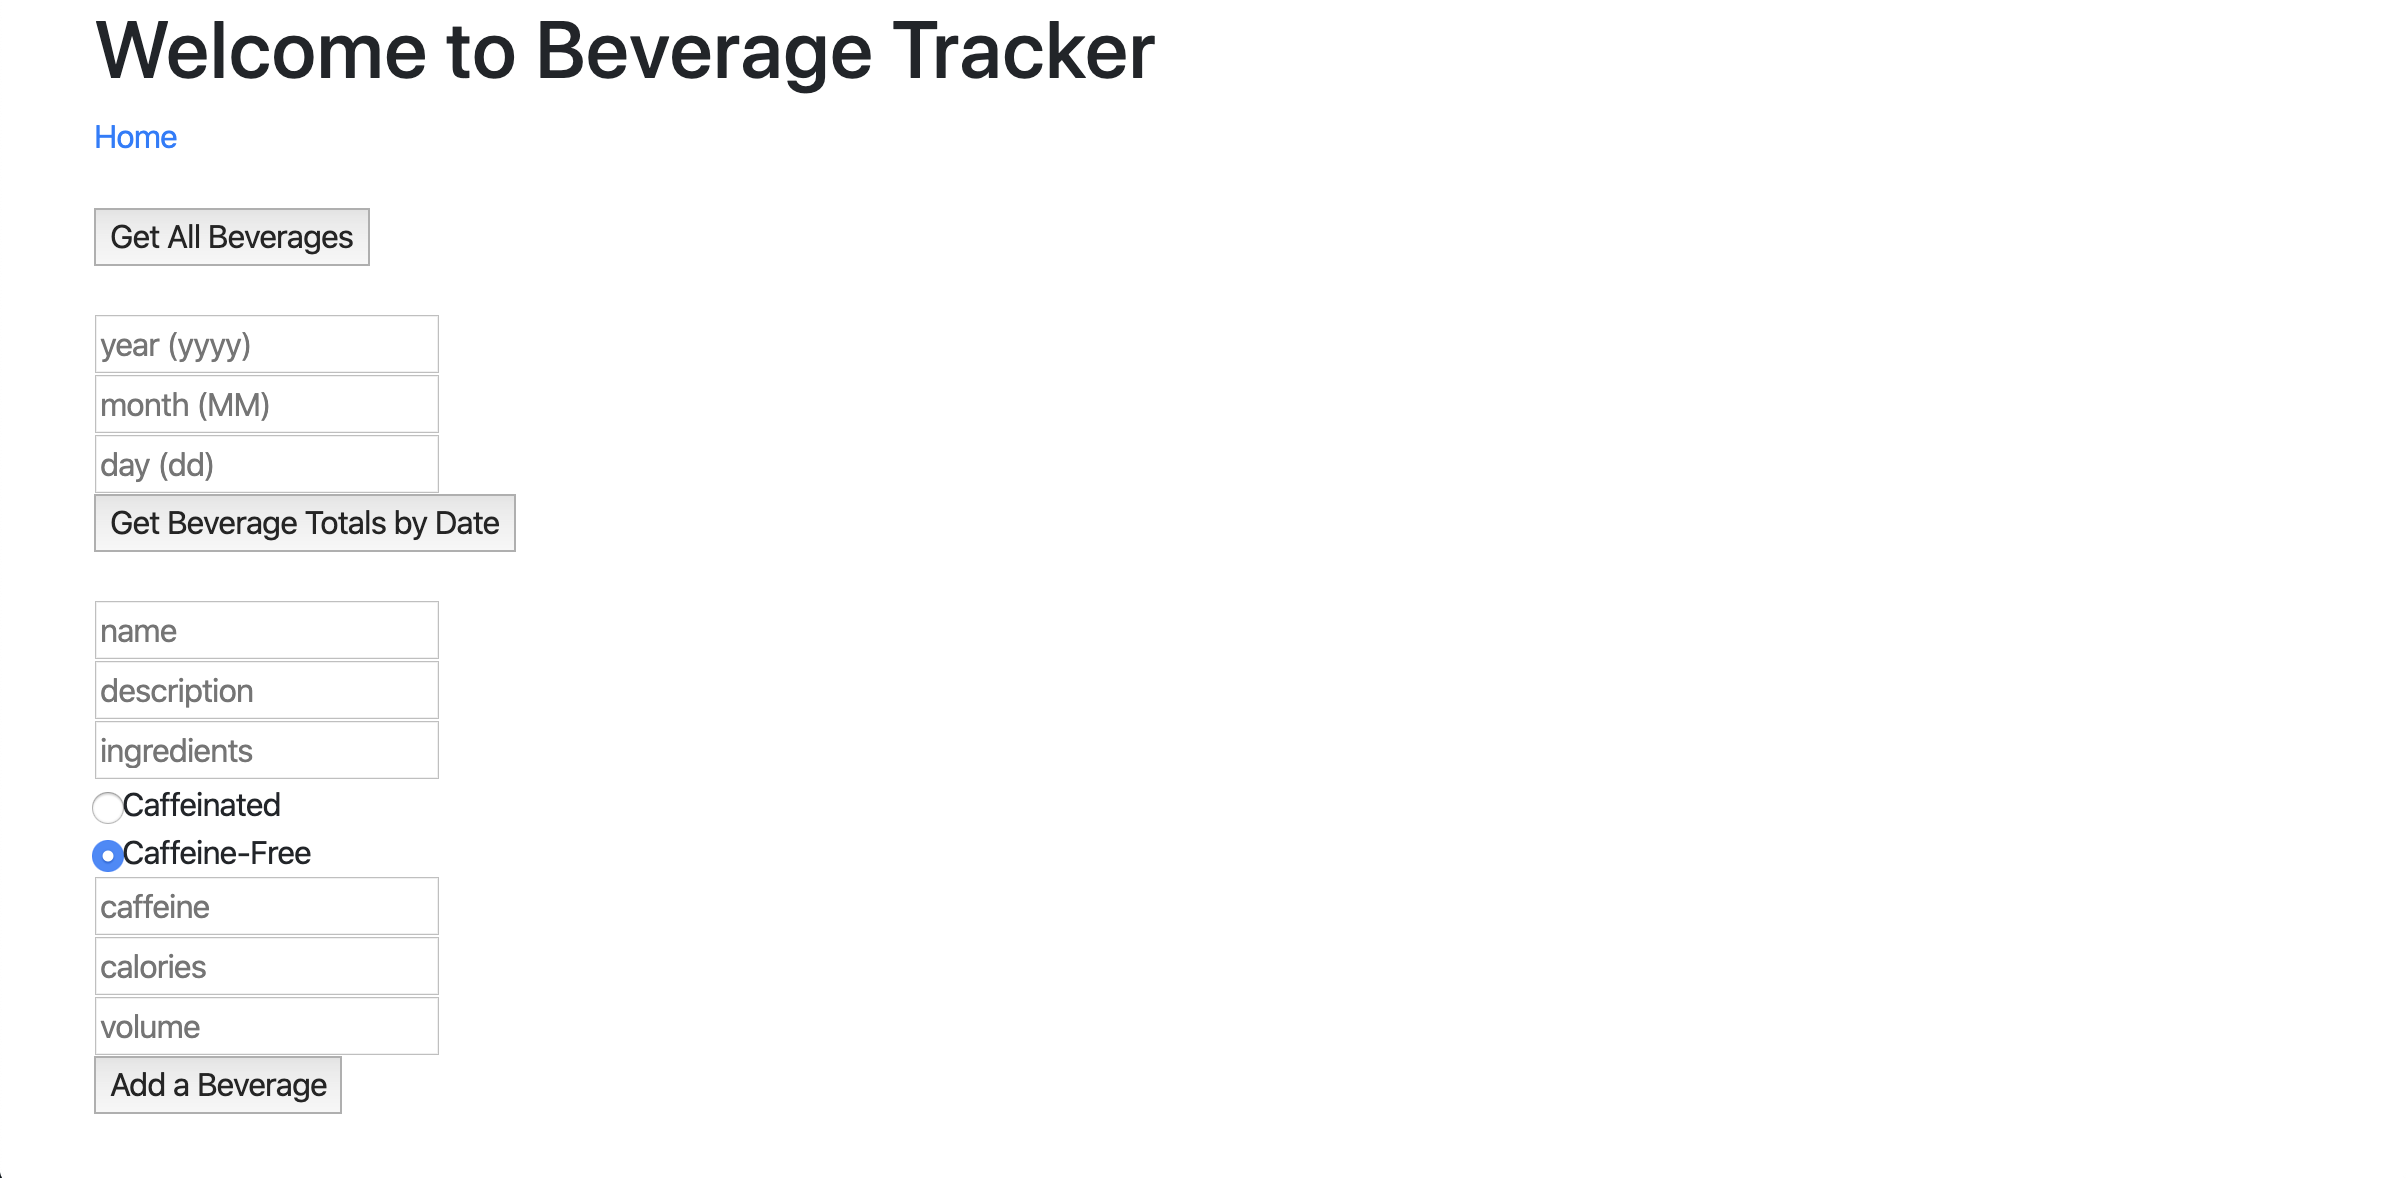 Welcome to Beverage Tracker
Home
Get All Beverages
year (yyyy)
month (MM)
day (dd)
Get Beverage Totals by Date
name
description
ingredients
Caffeinated
Caffeine-Free
caffeine
calories
volume
Add a Beverage